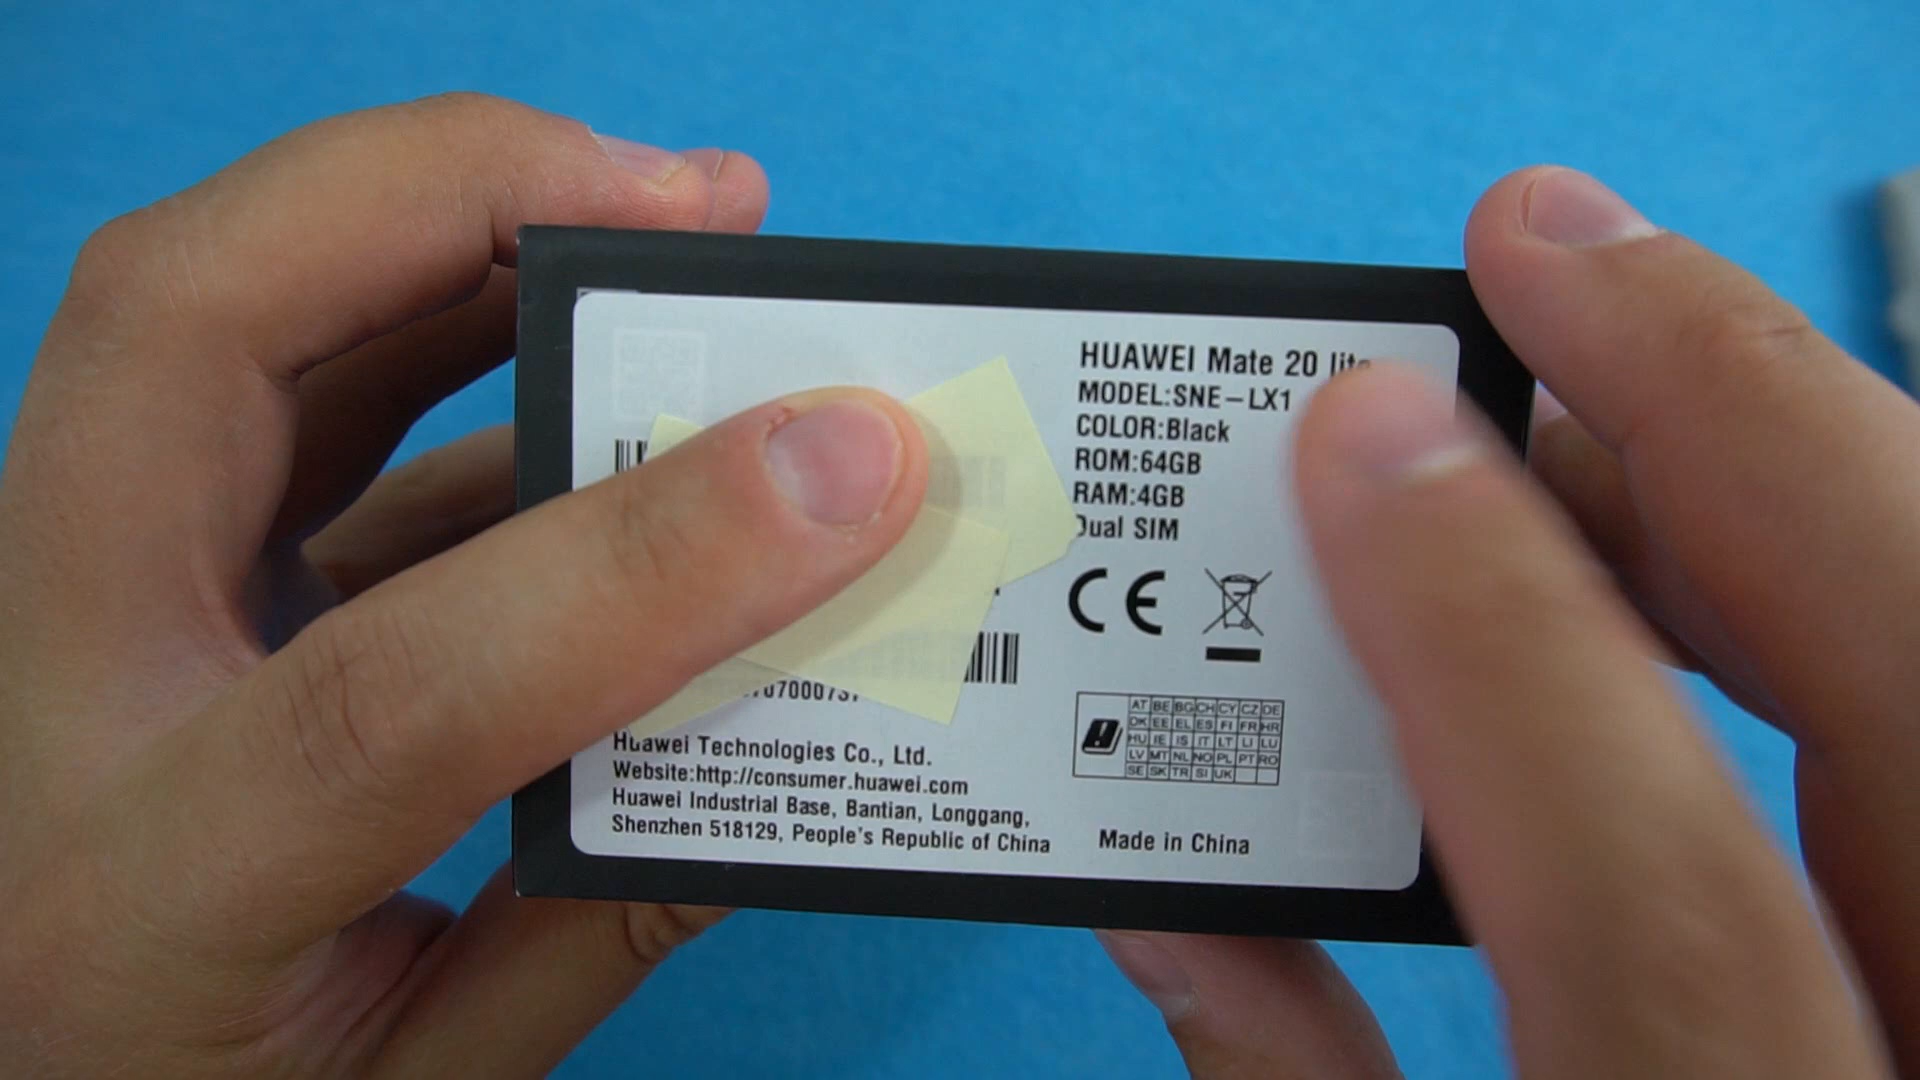 HUAWEI Mate 20 lite
MODEL:SNE-LX1
COLOR:Black
ROM:64GB
RAM:4GB
Dual SIM
CE
AT BE BG CH CY CZ DE
DK EE EL ES FI FR HR
HU IE IS IT LT LI LU
LV MT NL NO PL PT RO
SE SK TR SI UK
Made in China
Huawei Technologies Co., Ltd.
Website:http://consumer.huawei.com
Huawei Industrial Base, Bantian, Longgang,
Shenzhen 518129, People's Republic of China